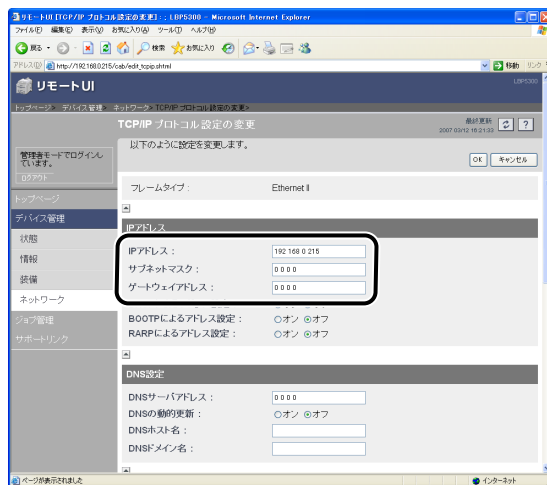 リモートUI [TCP/IP プロトコル設定の変更] : ; LBP5300 - Microsoft Internet Explorer
ファイル(F) 編集(E) 表示(V) お気に入り(A) ツール(T) ヘルプ(H)
戻る 検索 お気に入り
アドレス(D) http://192.168.0.215/cab/edit_tcpip.shtml 移動 リンク
リモートUI LBP5300
トップページ> デバイス管理> ネットワーク> TCP/IP プロトコル設定の変更>
TCP/IP プロトコル設定の変更
最終更新
2007 03/12 16:21:33 ?
管理者モードでログインしています。
ログアウト
以下のように設定を変更します。
OK キャンセル
トップページ
デバイス管理
状態
情報
装備
ネットワーク
ジョブ管理
サポートリンク
フレームタイプ : Ethernet II
IPアドレス
IPアドレス : 192.168.0.215
サブネットマスク : 0.0.0.0
ゲートウェイアドレス : 0.0.0.0
BOOTPによるアドレス設定 : オン オフ
RARPによるアドレス設定 : オン オフ
DNS設定
DNSサーバアドレス : 0.0.0.0
DNSの動的更新 : オン オフ
DNSホスト名 :
DNSドメイン名 :
ページが表示されました インターネット